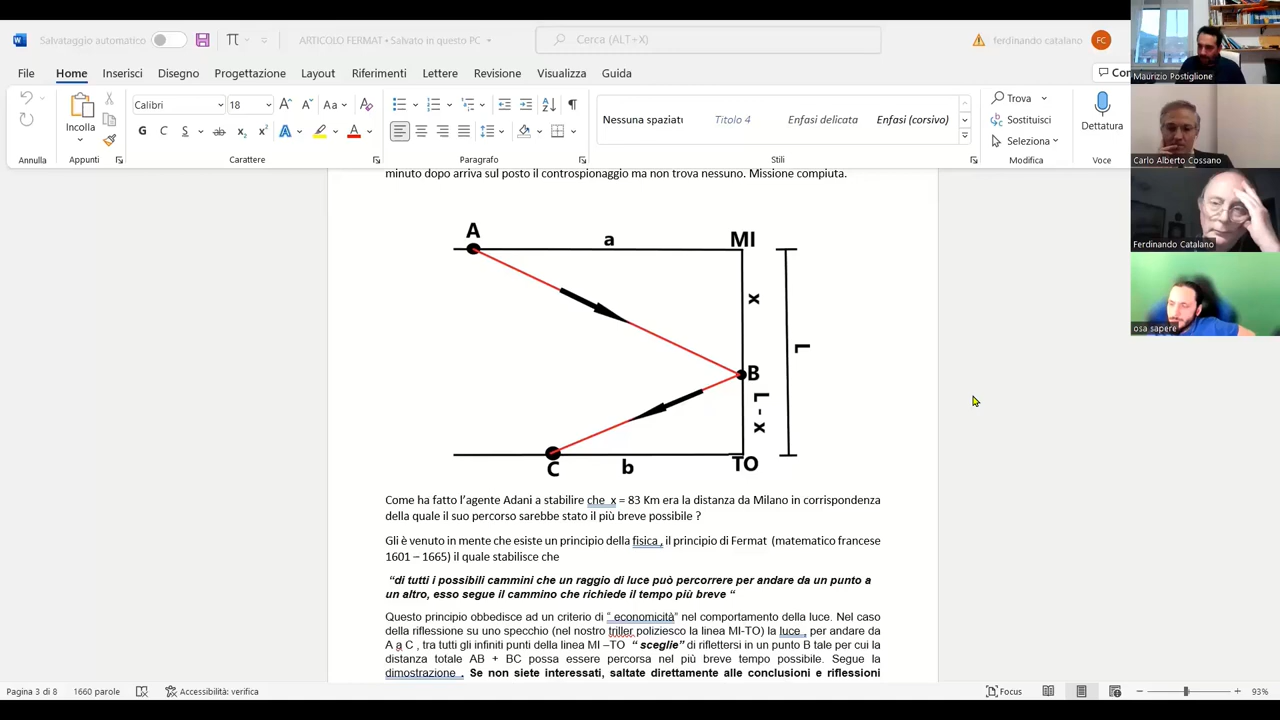 Salvataggio automatico
ARTICOLO FERMAT • Salvato in questo PC
Cerca (ALT+X)
ferdinando catalano
FC
File Home Inserisci Disegno Progettazione Layout Riferimenti Lettere Revisione Visualizza Guida
Com
Incolla
Calibri 18
Nessuna spaziati Titolo 4 Enfasi delicata Enfasi (corsivo)
Trova
Sostituisci
Seleziona
Dettatura
Annulla Appunti Carattere Paragrafo Stili Modifica Voce
Maurizio Postiglione
Carlo Alberto Cossano
Ferdinando Catalano
osa sapere
minuto dopo arriva sul posto il controspionaggio ma non trova nessuno. Missione compiuta.
A
a
MI
x
L
B
L - x
C
b
TO
Come ha fatto l'agente Adani a stabilire che x = 83 Km era la distanza da Milano in corrispondenza
della quale il suo percorso sarebbe stato il più breve possibile ?
Gli è venuto in mente che esiste un principio della fisica , il principio di Fermat (matematico francese
1601 – 1665) il quale stabilisce che
“di tutti i possibili cammini che un raggio di luce può percorrere per andare da un punto a
un altro, esso segue il cammino che richiede il tempo più breve “
Questo principio obbedisce ad un criterio di “ economicità” nel comportamento della luce. Nel caso
della riflessione su uno specchio (nel nostro triller poliziesco la linea MI-TO) la luce , per andare da
A a C , tra tutti gli infiniti punti della linea MI –TO “ sceglie” di riflettersi in un punto B tale per cui la
distanza totale AB + BC possa essere percorsa nel più breve tempo possibile. Segue la
dimostrazione . Se non siete interessati, saltate direttamente alle conclusioni e riflessioni
Pagina 3 di 8 1660 parole Accessibilità: verifica Focus 93%